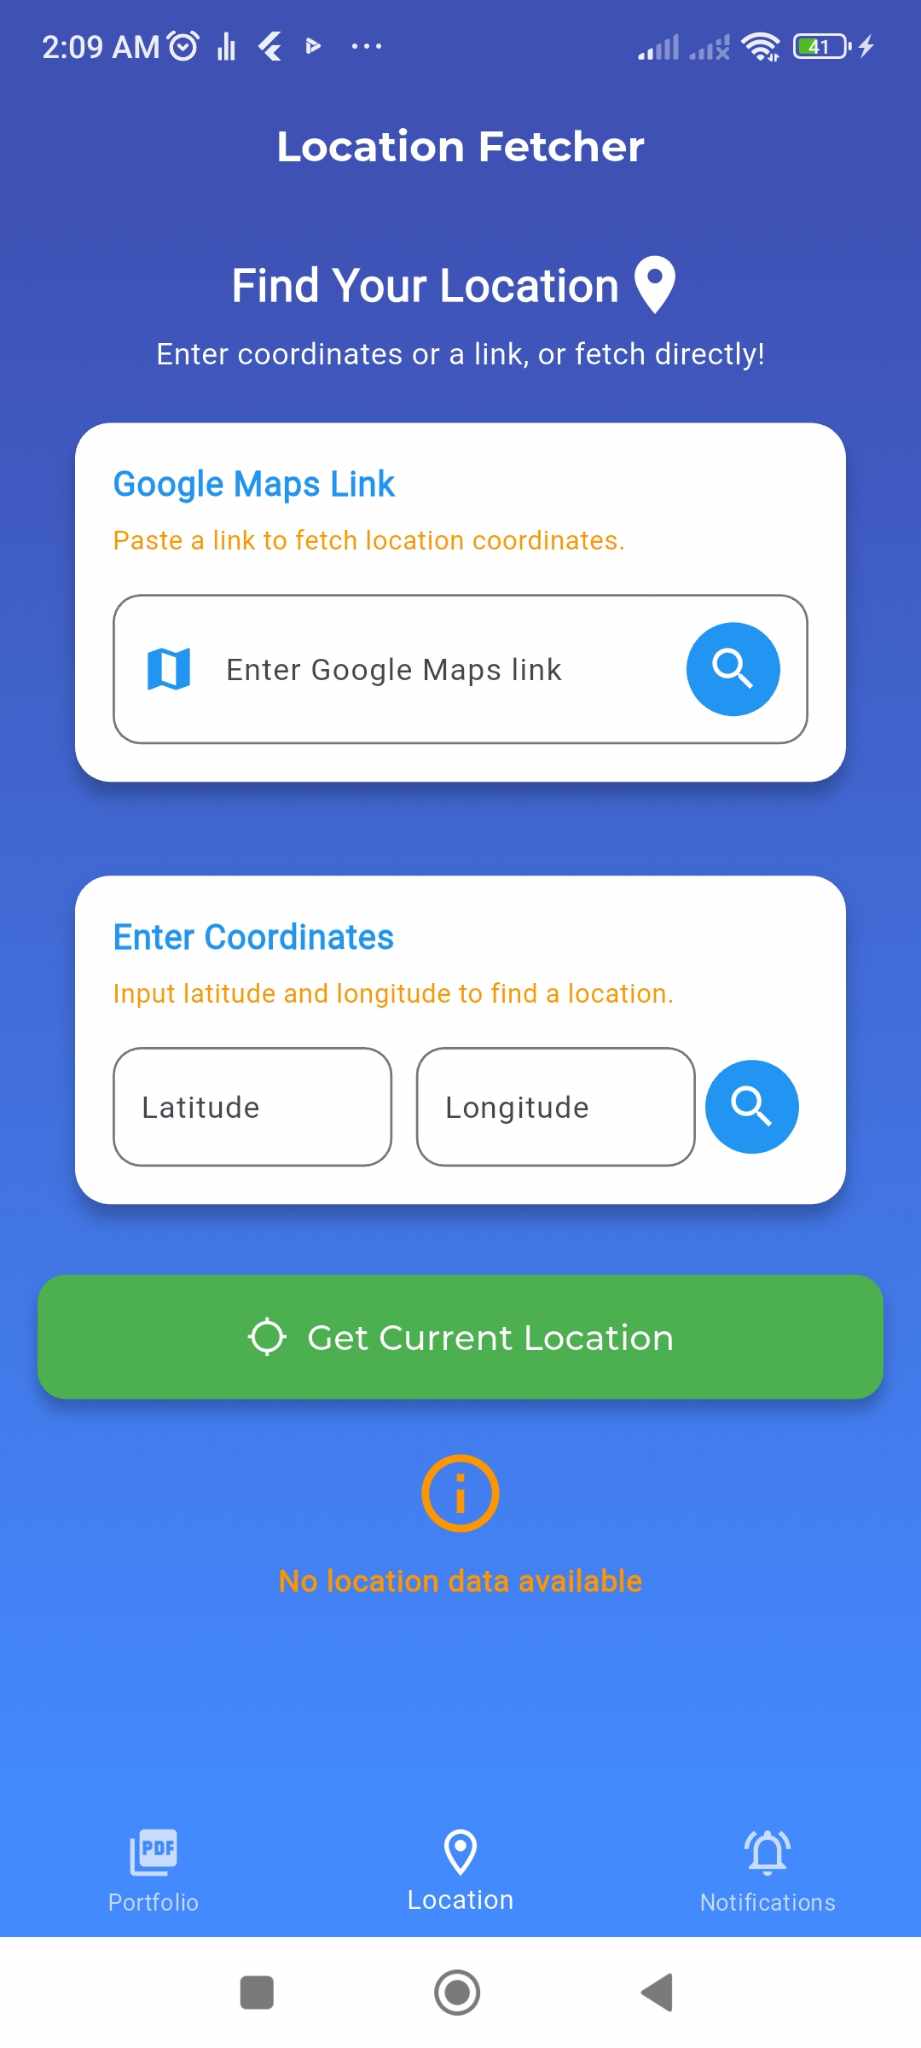 2:09 AM
41
Location Fetcher
Find Your Location
Enter coordinates or a link, or fetch directly!
Google Maps Link
Paste a link to fetch location coordinates.
Enter Google Maps link
Enter Coordinates
Input latitude and longitude to find a location.
Latitude Longitude
Get Current Location
No location data available
PDF
Portfolio Location Notifications